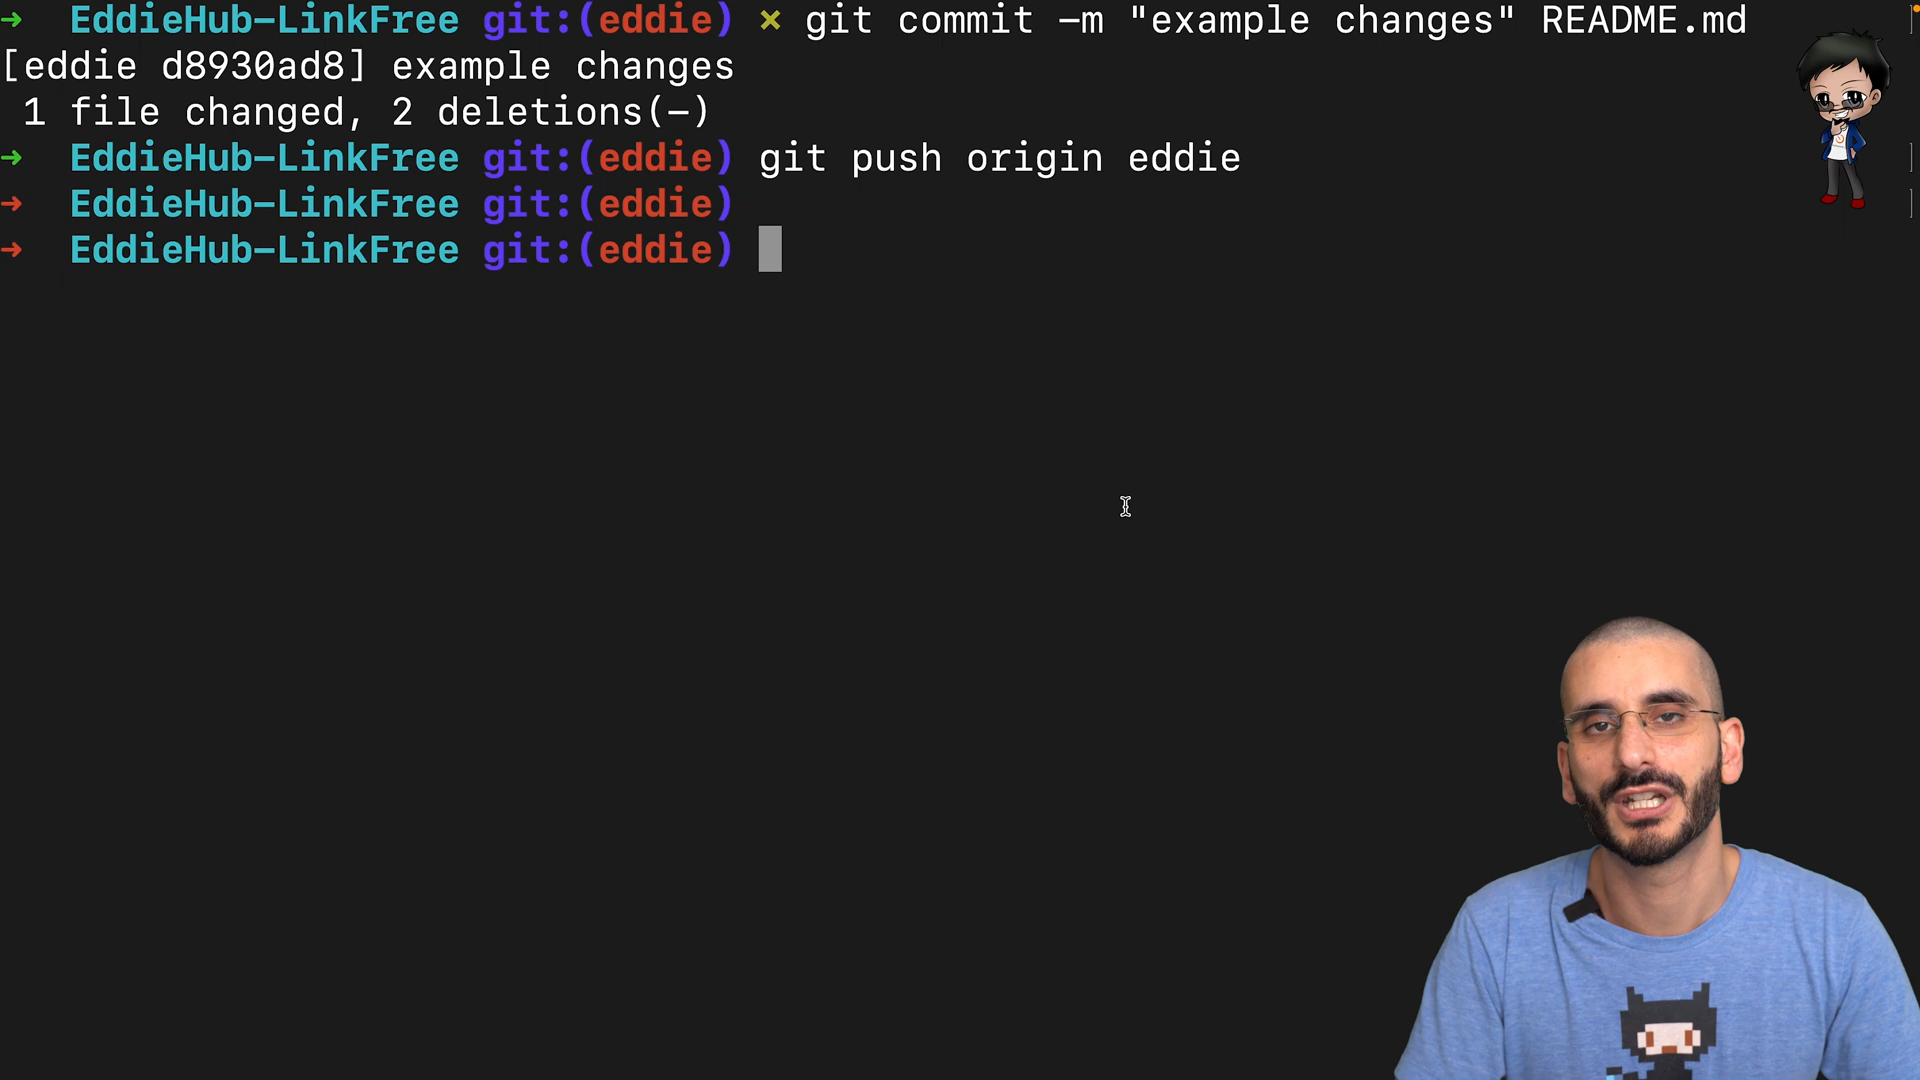 ➜ EddieHub-LinkFree git:(eddie) ✗ git commit -m "example changes" README.md
[eddie d8930ad8] example changes
1 file changed, 2 deletions(-)
➜ EddieHub-LinkFree git:(eddie) git push origin eddie
➜ EddieHub-LinkFree git:(eddie)
➜ EddieHub-LinkFree git:(eddie)